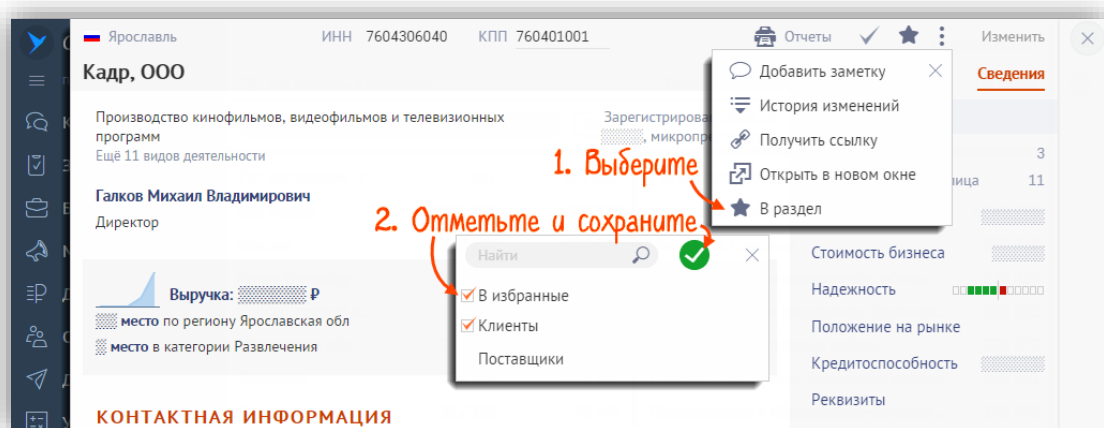 Ярославль ИНН 7604306040 КПП 760401001 Отчеты Изменить
Кадр, ООО
Сведения
Добавить заметку
История изменений
Получить ссылку
Открыть в новом окне
В раздел
Производство кинофильмов, видеофильмов и телевизионных
программ
Ещё 11 видов деятельности
1. Выберите
3
11
Галков Михаил Владимирович
Директор
2. Отметьте и сохраните
Найти
В избранные
Клиенты
Поставщики
Выручка: ₽
место по региону Ярославская обл
место в категории Развлечения
Стоимость бизнеса
Надежность
Положение на рынке
Кредитоспособность
Реквизиты
КОНТАКТНАЯ ИНФОРМАЦИЯ